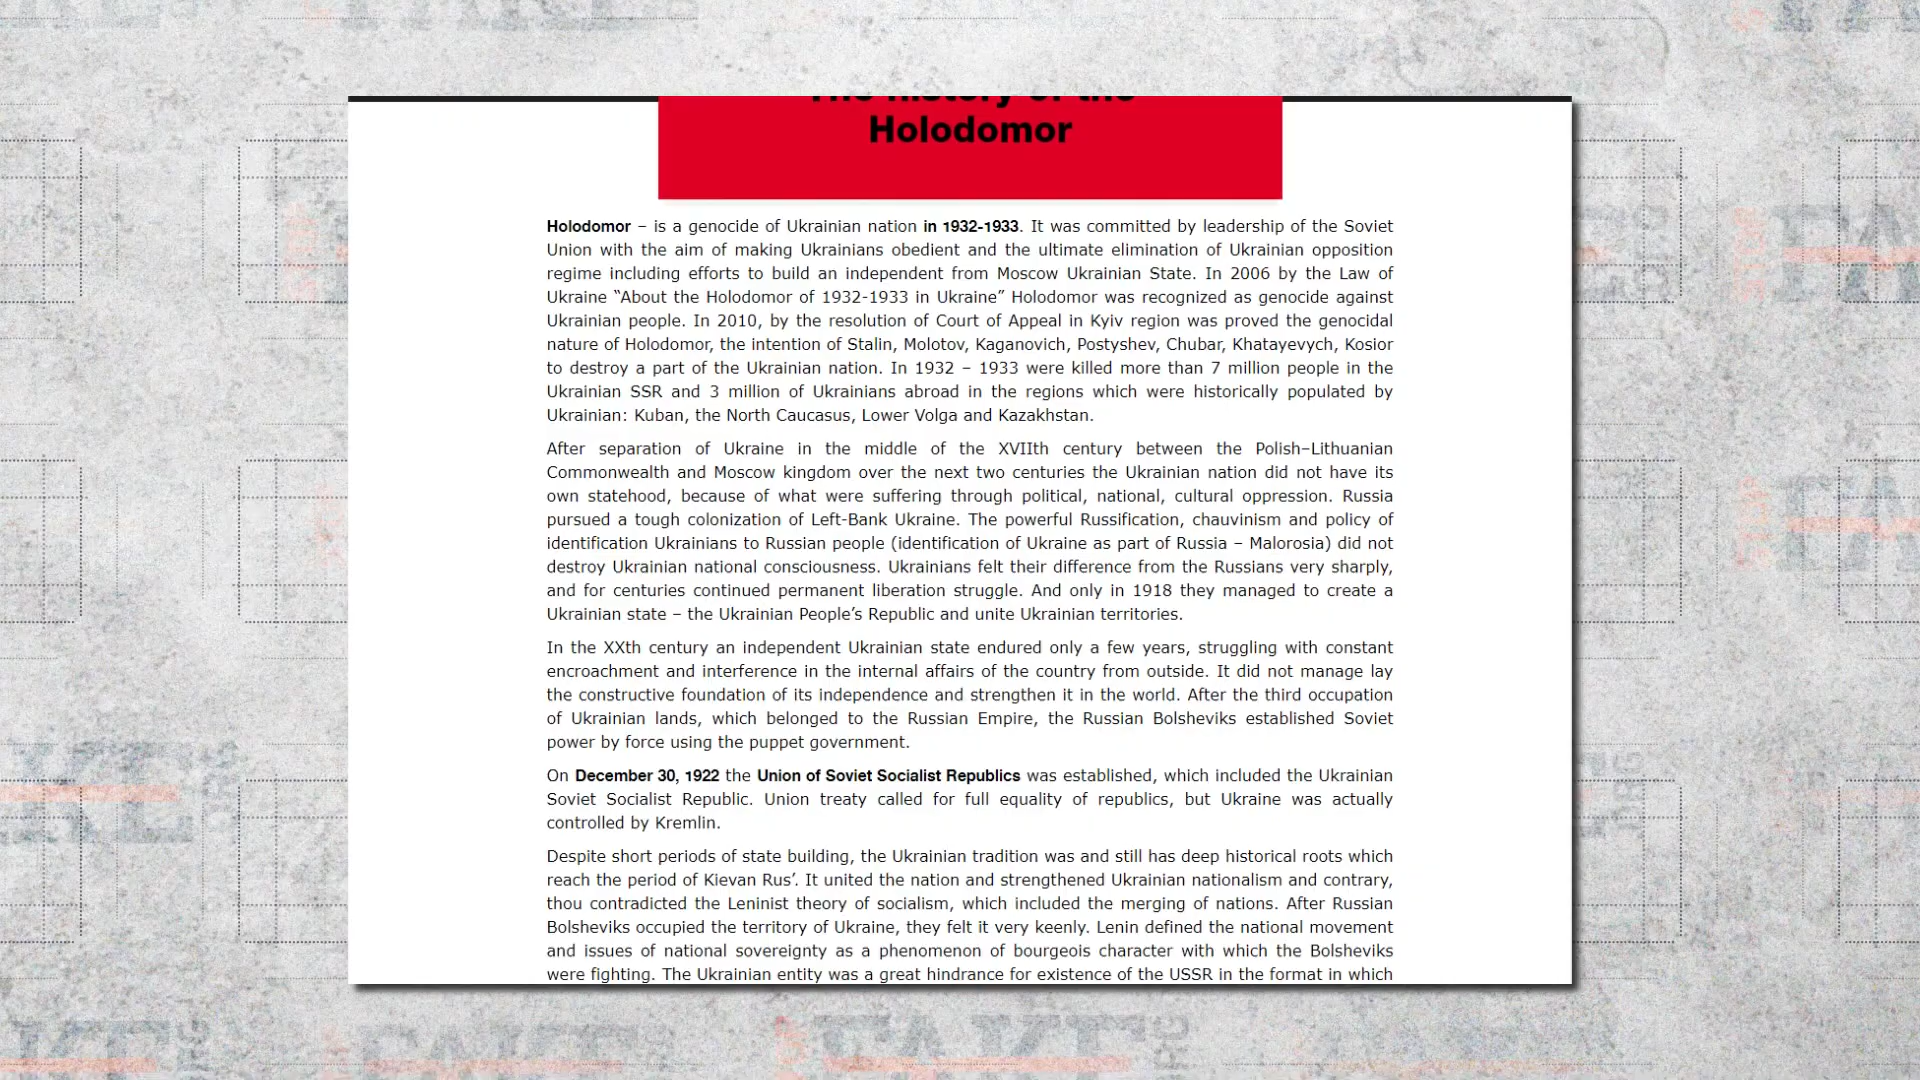 The history of the
Holodomor
Holodomor – is a genocide of Ukrainian nation in 1932-1933. It was committed by leadership of the Soviet
Union with the aim of making Ukrainians obedient and the ultimate elimination of Ukrainian opposition
regime including efforts to build an independent from Moscow Ukrainian State. In 2006 by the Law of
Ukraine “About the Holodomor of 1932-1933 in Ukraine” Holodomor was recognized as genocide against
Ukrainian people. In 2010, by the resolution of Court of Appeal in Kyiv region was proved the genocidal
nature of Holodomor, the intention of Stalin, Molotov, Kaganovich, Postyshev, Chubar, Khatayevych, Kosior
to destroy a part of the Ukrainian nation. In 1932 – 1933 were killed more than 7 million people in the
Ukrainian SSR and 3 million of Ukrainians abroad in the regions which were historically populated by
Ukrainian: Kuban, the North Caucasus, Lower Volga and Kazakhstan.
After separation of Ukraine in the middle of the XVIIth century between the Polish–Lithuanian
Commonwealth and Moscow kingdom over the next two centuries the Ukrainian nation did not have its
own statehood, because of what were suffering through political, national, cultural oppression. Russia
pursued a tough colonization of Left-Bank Ukraine. The powerful Russification, chauvinism and policy of
identification Ukrainians to Russian people (identification of Ukraine as part of Russia – Malorosia) did not
destroy Ukrainian national consciousness. Ukrainians felt their difference from the Russians very sharply,
and for centuries continued permanent liberation struggle. And only in 1918 they managed to create a
Ukrainian state – the Ukrainian People’s Republic and unite Ukrainian territories.
In the XXth century an independent Ukrainian state endured only a few years, struggling with constant
encroachment and interference in the internal affairs of the country from outside. It did not manage lay
the constructive foundation of its independence and strengthen it in the world. After the third occupation
of Ukrainian lands, which belonged to the Russian Empire, the Russian Bolsheviks established Soviet
power by force using the puppet government.
On December 30, 1922 the Union of Soviet Socialist Republics was established, which included the Ukrainian
Soviet Socialist Republic. Union treaty called for full equality of republics, but Ukraine was actually
controlled by Kremlin.
Despite short periods of state building, the Ukrainian tradition was and still has deep historical roots which
reach the period of Kievan Rus’. It united the nation and strengthened Ukrainian nationalism and contrary,
thou contradicted the Leninist theory of socialism, which included the merging of nations. After Russian
Bolsheviks occupied the territory of Ukraine, they felt it very keenly. Lenin defined the national movement
and issues of national sovereignty as a phenomenon of bourgeois character with which the Bolsheviks
were fighting. The Ukrainian entity was a great hindrance for existence of the USSR in the format in which
FAKE